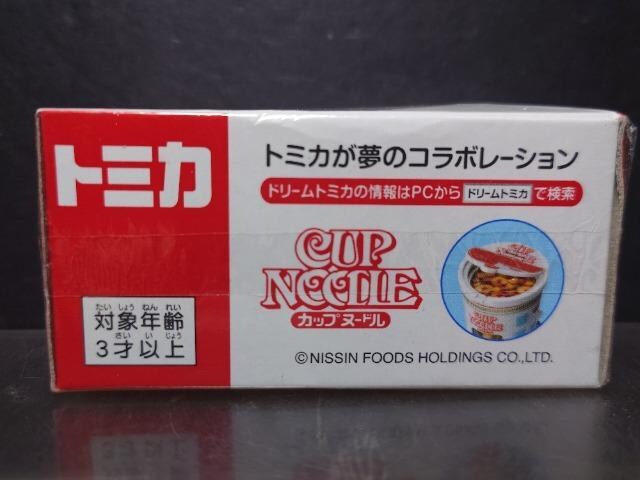 トミカ
たいしょうねんれい
対象年齢
さいいじょう
3才以上
トミカが夢のコラボレーション
ドリームトミカの情報はPCから ドリームトミカ で検索
CUP
NOODLE
カップヌードル
©NISSIN FOODS HOLDINGS CO.,LTD.
CUP
NOODLE